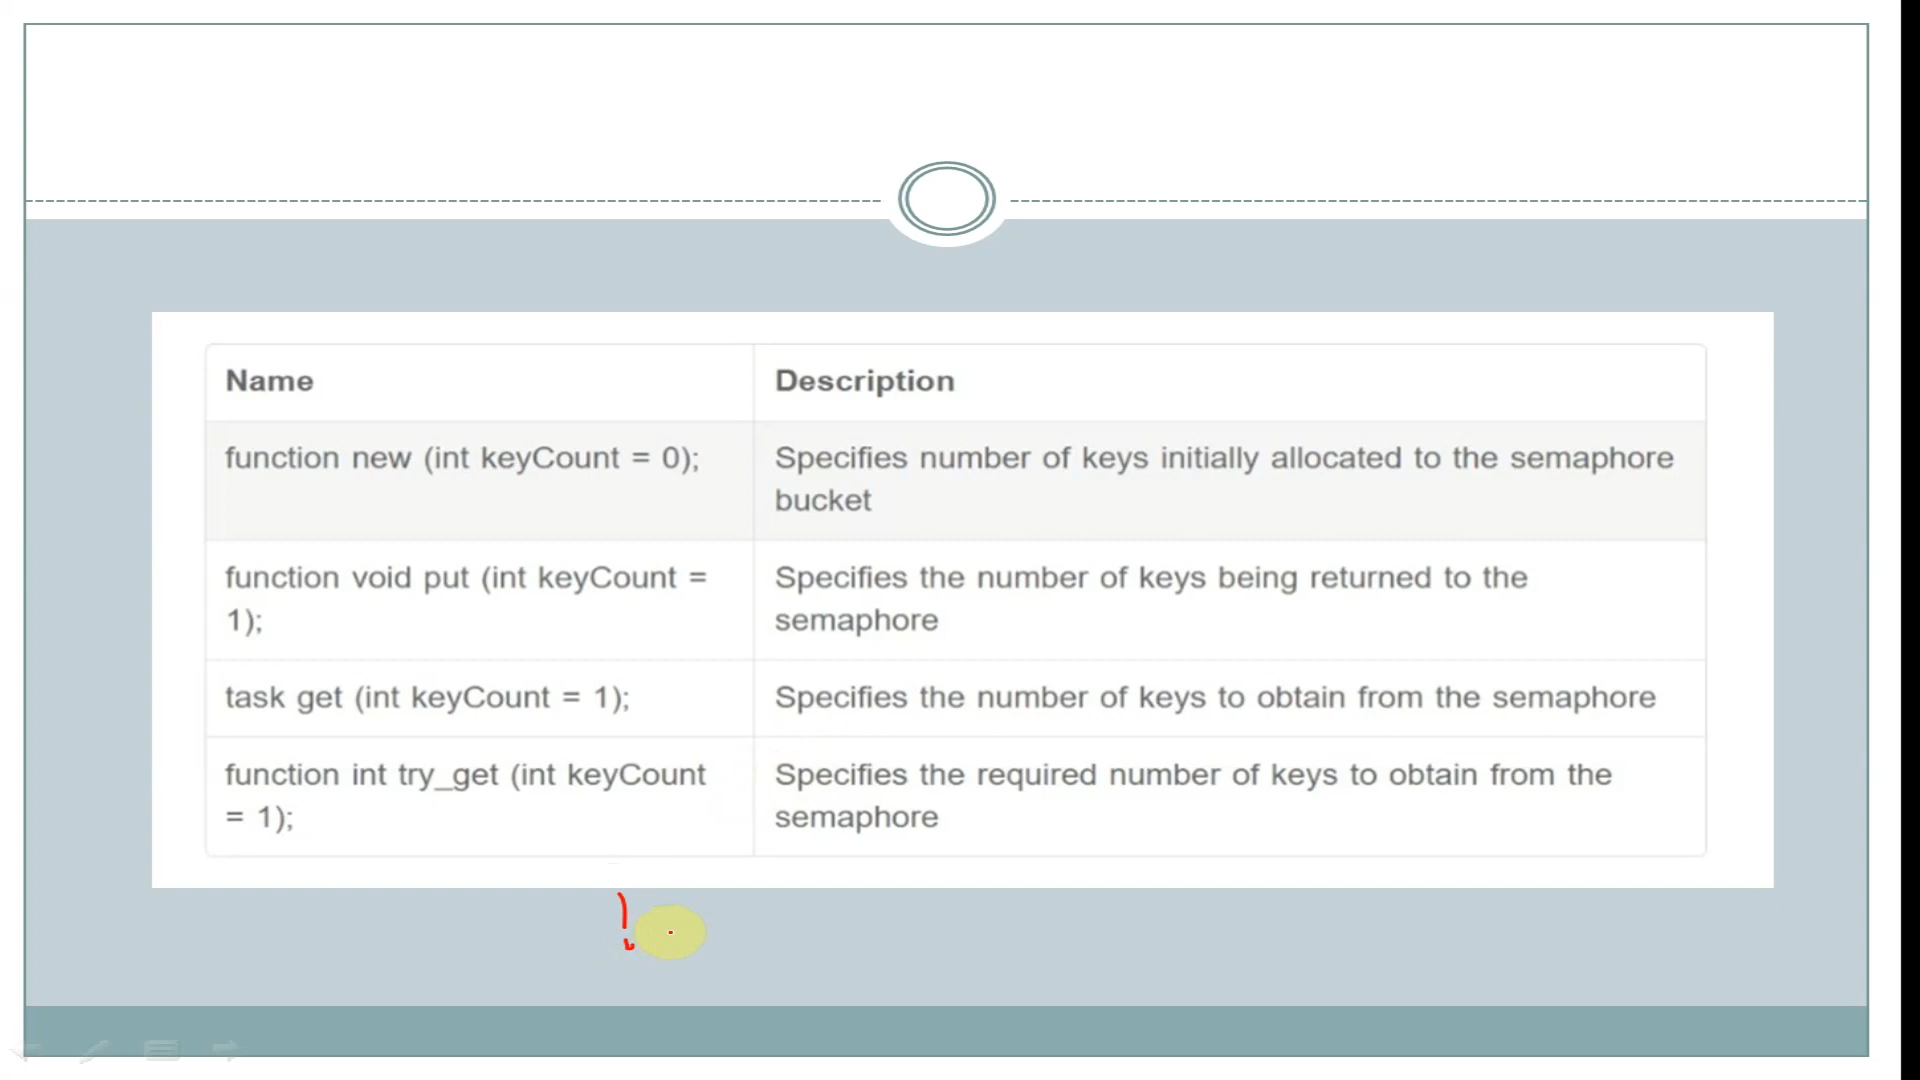 Name
Description
function new (int keyCount = 0);
Specifies number of keys initially allocated to the semaphore
bucket
function void put (int keyCount =
1);
Specifies the number of keys being returned to the
semaphore
task get (int keyCount = 1);
Specifies the number of keys to obtain from the semaphore
function int try_get (int keyCount
= 1);
Specifies the required number of keys to obtain from the
semaphore